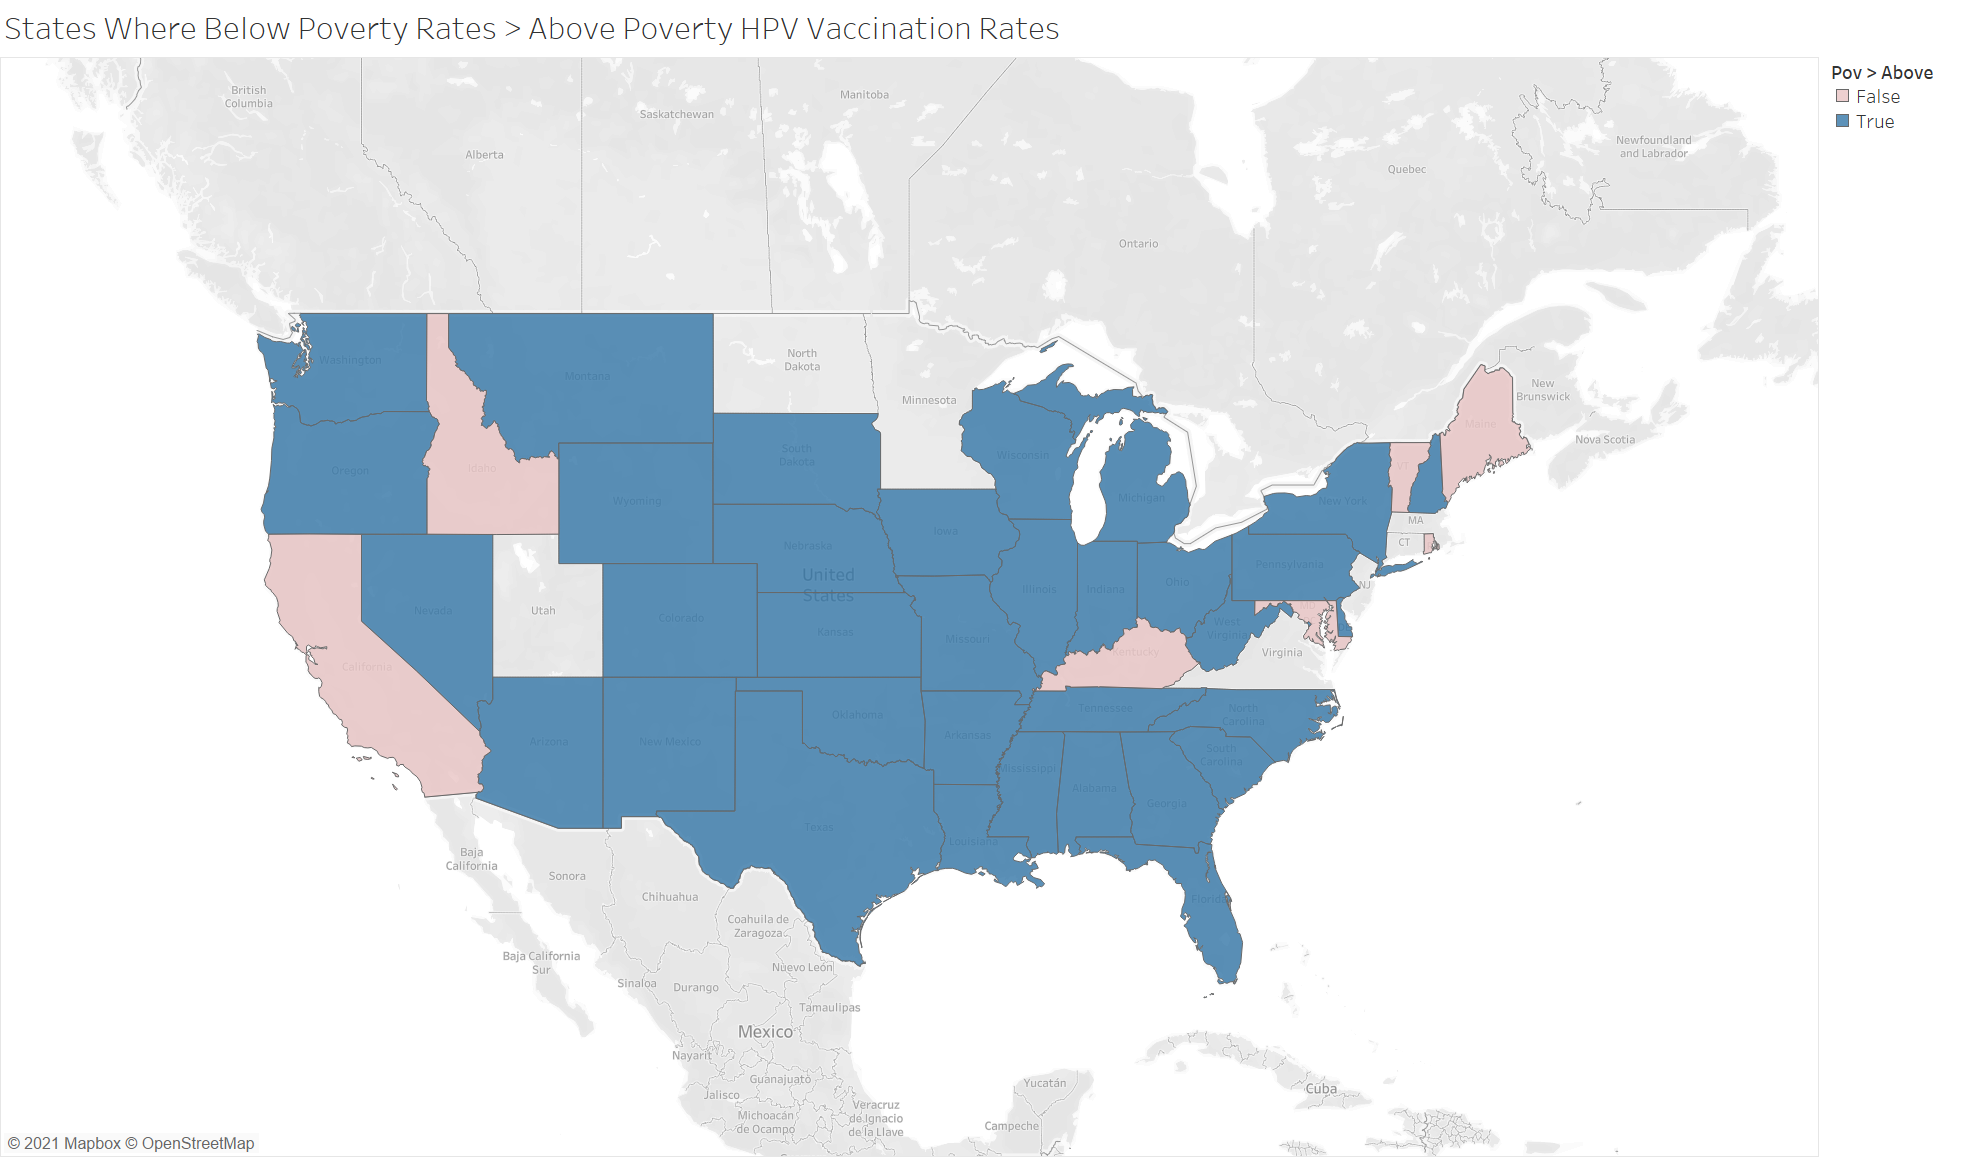 States Where Below Poverty Rates > Above Poverty HPV Vaccination Rates
Pov > Above
False
True
British
Columbia
Alberta
Saskatchewan
Manitoba
Ontario
Quebec
Newfoundland
and Labrador
New
Brunswick
Nova Scotia
Washington
Montana
North
Dakota
Minnesota
Maine
Oregon
Idaho
Wyoming
South
Dakota
Wisconsin
Michigan
New York
VT
MA
CT
NJ
Nevada
Utah
Colorado
Nebraska
United
States
Kansas
Iowa
Missouri
Illinois
Indiana
Ohio
Pennsylvania
MD
West
Virginia
Virginia
Kentucky
California
Arizona
New Mexico
Oklahoma
Arkansas
Tennessee
North
Carolina
South
Carolina
Mississippi
Alabama
Georgia
Texas
Louisiana
Florida
Baja
California
Sonora
Chihuahua
Coahuila de
Zaragoza
Nuevo León
Baja California
Sur
Sinaloa
Durango
Tamaulipas
Mexico
Nayarit
Guanajuato
Jalisco
Michoacán
de Ocampo
Veracruz
de Ignacio
de la Llave
Yucatán
Campeche
Cuba
© 2021 Mapbox © OpenStreetMap